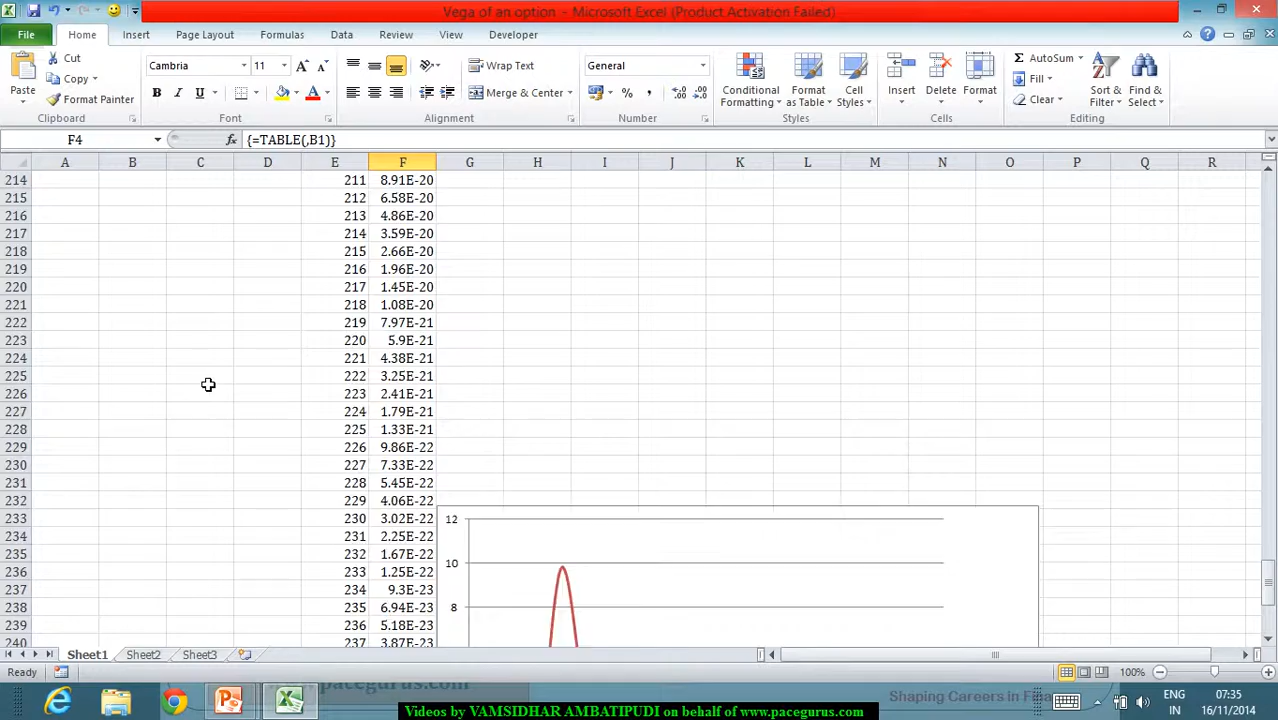 Vega of an option - Microsoft Excel (Product Activation Failed)
File Home Insert Page Layout Formulas Data Review View Developer
Paste Cut Copy Format Painter Clipboard
Cambria 11 A A B I U A Font
Wrap Text Merge & Center Alignment
General % , Number
Conditional Formatting Format as Table Cell Styles Styles
Insert Delete Format Cells
Σ AutoSum Fill Clear Sort & Filter Find & Select Editing
F4 fx {=TABLE(,B1)}
A B C D E F G H I J K L M N O P Q R
214 211 8.91E-20
215 212 6.58E-20
216 213 4.86E-20
217 214 3.59E-20
218 215 2.66E-20
219 216 1.96E-20
220 217 1.45E-20
221 218 1.08E-20
222 219 7.97E-21
223 220 5.9E-21
224 221 4.38E-21
225 222 3.25E-21
226 223 2.41E-21
227 224 1.79E-21
228 225 1.33E-21
229 226 9.86E-22
230 227 7.33E-22
231 228 5.45E-22
232 229 4.06E-22
233 230 3.02E-22 12
234 231 2.25E-22
235 232 1.67E-22
236 233 1.25E-22 10
237 234 9.3E-23
238 235 6.94E-23 8
239 236 5.18E-23
240 237 3.87E-23
Sheet1 Sheet2 Sheet3
Ready 100%
www.pacegurus.com Shaping Careers in Fina
ENG IN 07:35 16/11/2014
Videos by VAMSIDHAR AMBATIPUDI on behalf of www.pacegurus.com